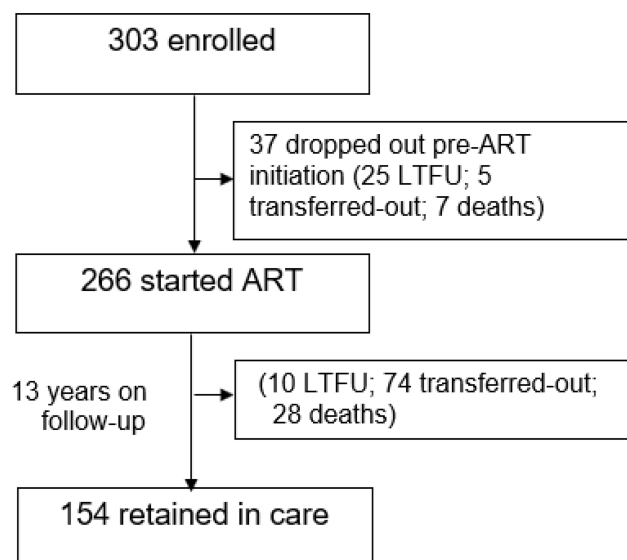 303 enrolled
37 dropped out pre-ART
initiation (25 LTFU; 5
transferred-out; 7 deaths)
266 started ART
13 years on
follow-up
(10 LTFU; 74 transferred-out;
28 deaths)
154 retained in care